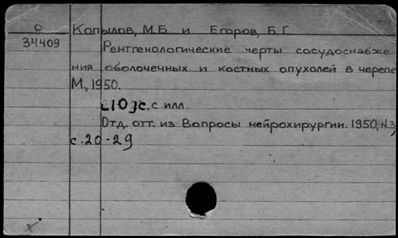 О
34409
Копылов, М.Б. и Егоров, Б.Г.
Рентгенологические черты сосудоснабже-
ния оболочечных и костных опухолей в черепе
М., 1950.
10 с. с илл.
Отд. отт. из Вопросы нейрохирургии. 1950, №3,
с. 20-29